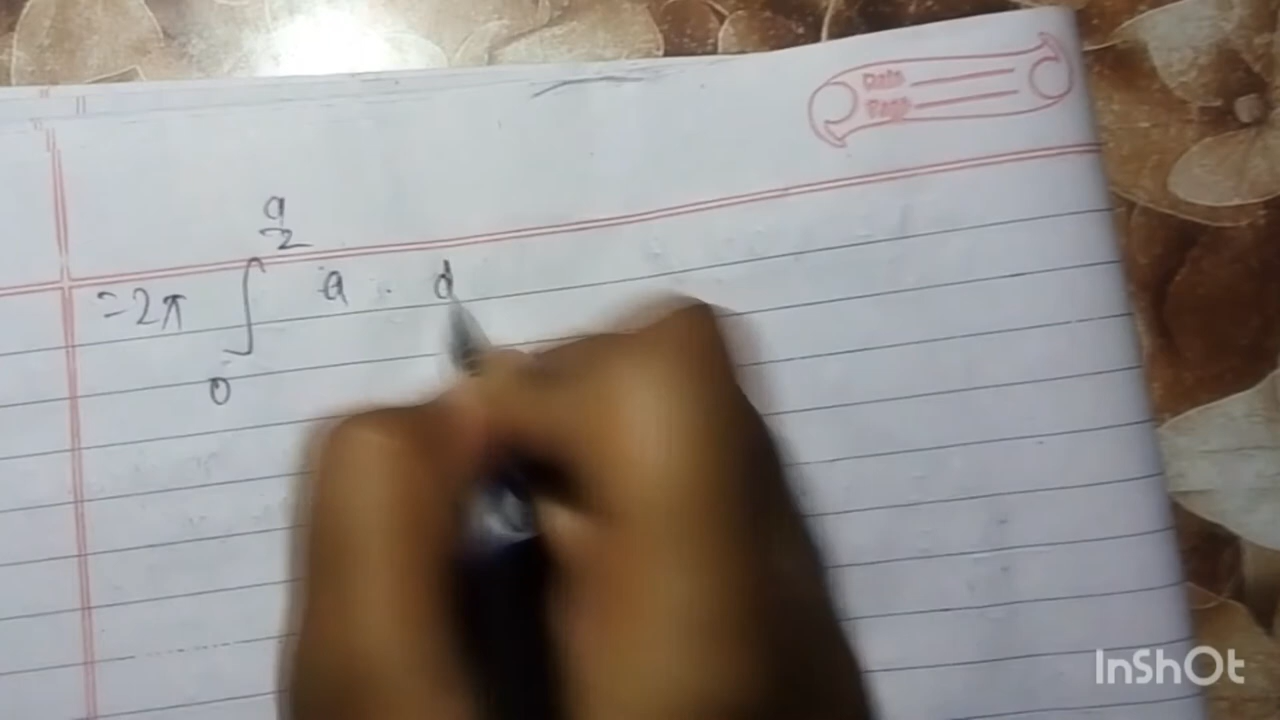 Date
Page
= 2π ∫₀^(a/2) a · d
InShOt